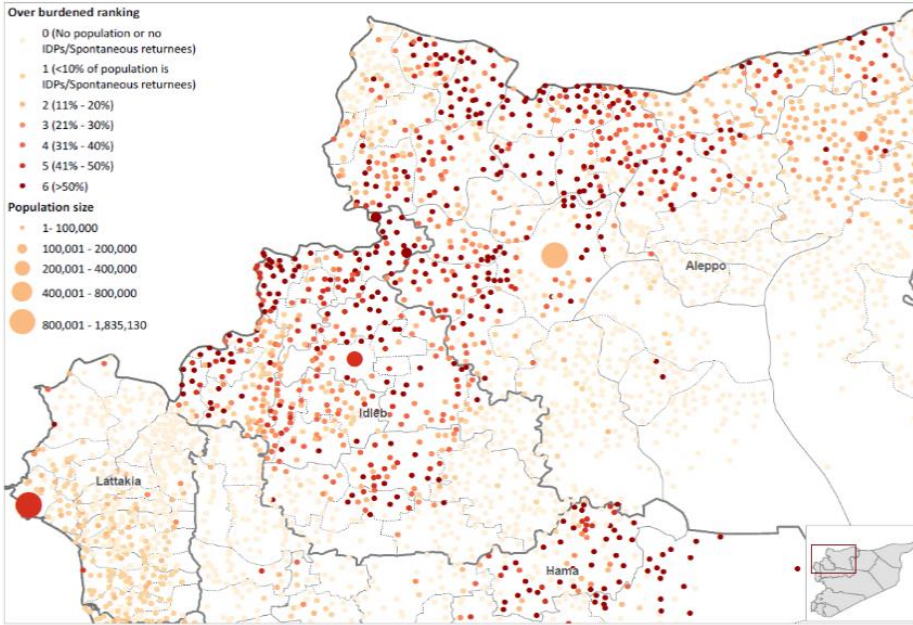 Over burdened ranking
0 (No population or no
IDPs/Spontaneous returnees)
1 (<10% of population is
IDPs/Spontaneous returnees)
2 (11% - 20%)
3 (21% - 30%)
4 (31% - 40%)
5 (41% - 50%)
6 (>50%)
Population size
1- 100,000
100,001 - 200,000
200,001 - 400,000
400,001 - 800,000
800,001 - 1,835,130
Aleppo
Idleb
Lattakia
Hama